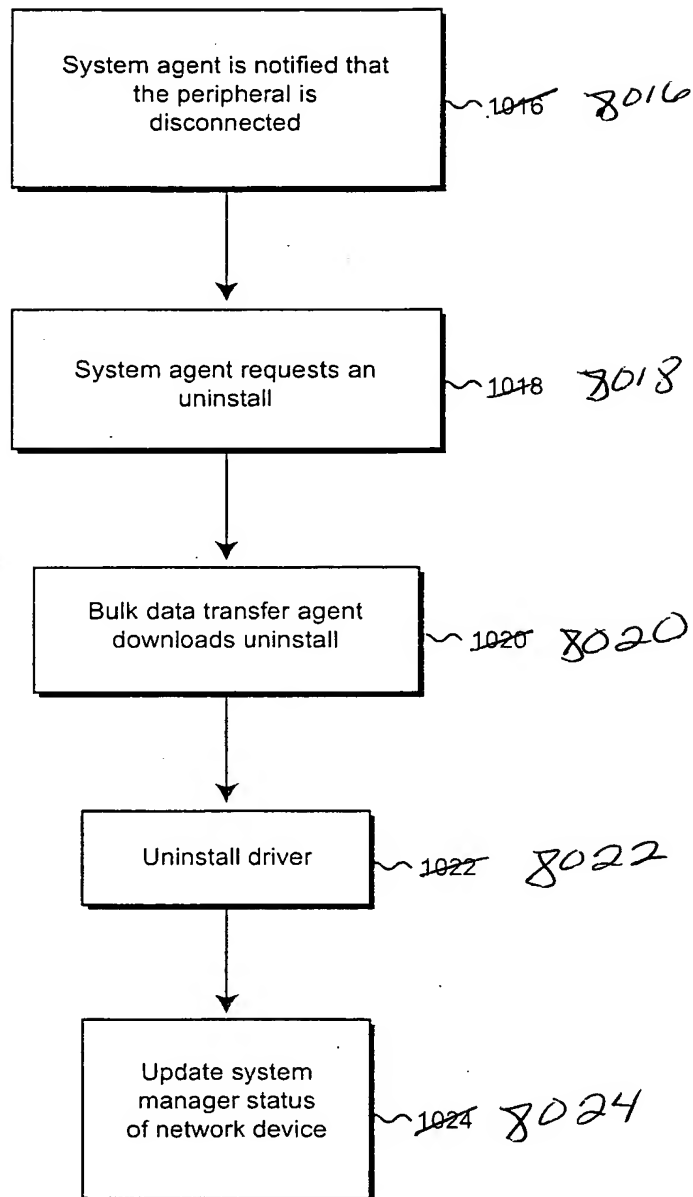 System agent is notified that
the peripheral is
disconnected
1016 8016
System agent requests an
uninstall
1018 8018
Bulk data transfer agent
downloads uninstall
1020 8020
Uninstall driver
1022 8022
Update system
manager status
of network device
1024 8024